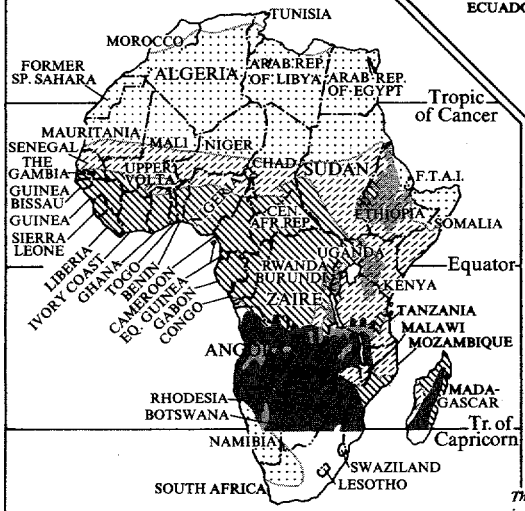 ECUADO
TUNISIA
MOROCCO
ALGERIA
ARAB REP.
OF LIBYA
ARAB REP.
OF EGYPT
FORMER
SP. SAHARA
Tropic
of Cancer
MAURITANIA
MALI
NIGER
SENEGAL
THE
GAMBIA
UPPER
VOLTA
CHAD
SUDAN
F.T.A.I.
GUINEA
BISSAU
GUINEA
SIERRA
LEONE
CEN.
AFR.REP.
ETHIOPIA
SOMALIA
LIBERIA
IVORY COAST
GHANA
TOGO
BENIN
CAMEROON
EQ. GUINEA
GABON
CONGO
UGANDA
RWANDA
BURUNDI
ZAIRE
Equator
KENYA
TANZANIA
MALAWI
MOZAMBIQUE
MADA-
GASCAR
RHODESIA
BOTSWANA
NAMIBIA
Tr. of
Capricorn
SWAZILAND
LESOTHO
SOUTH AFRICA
Th